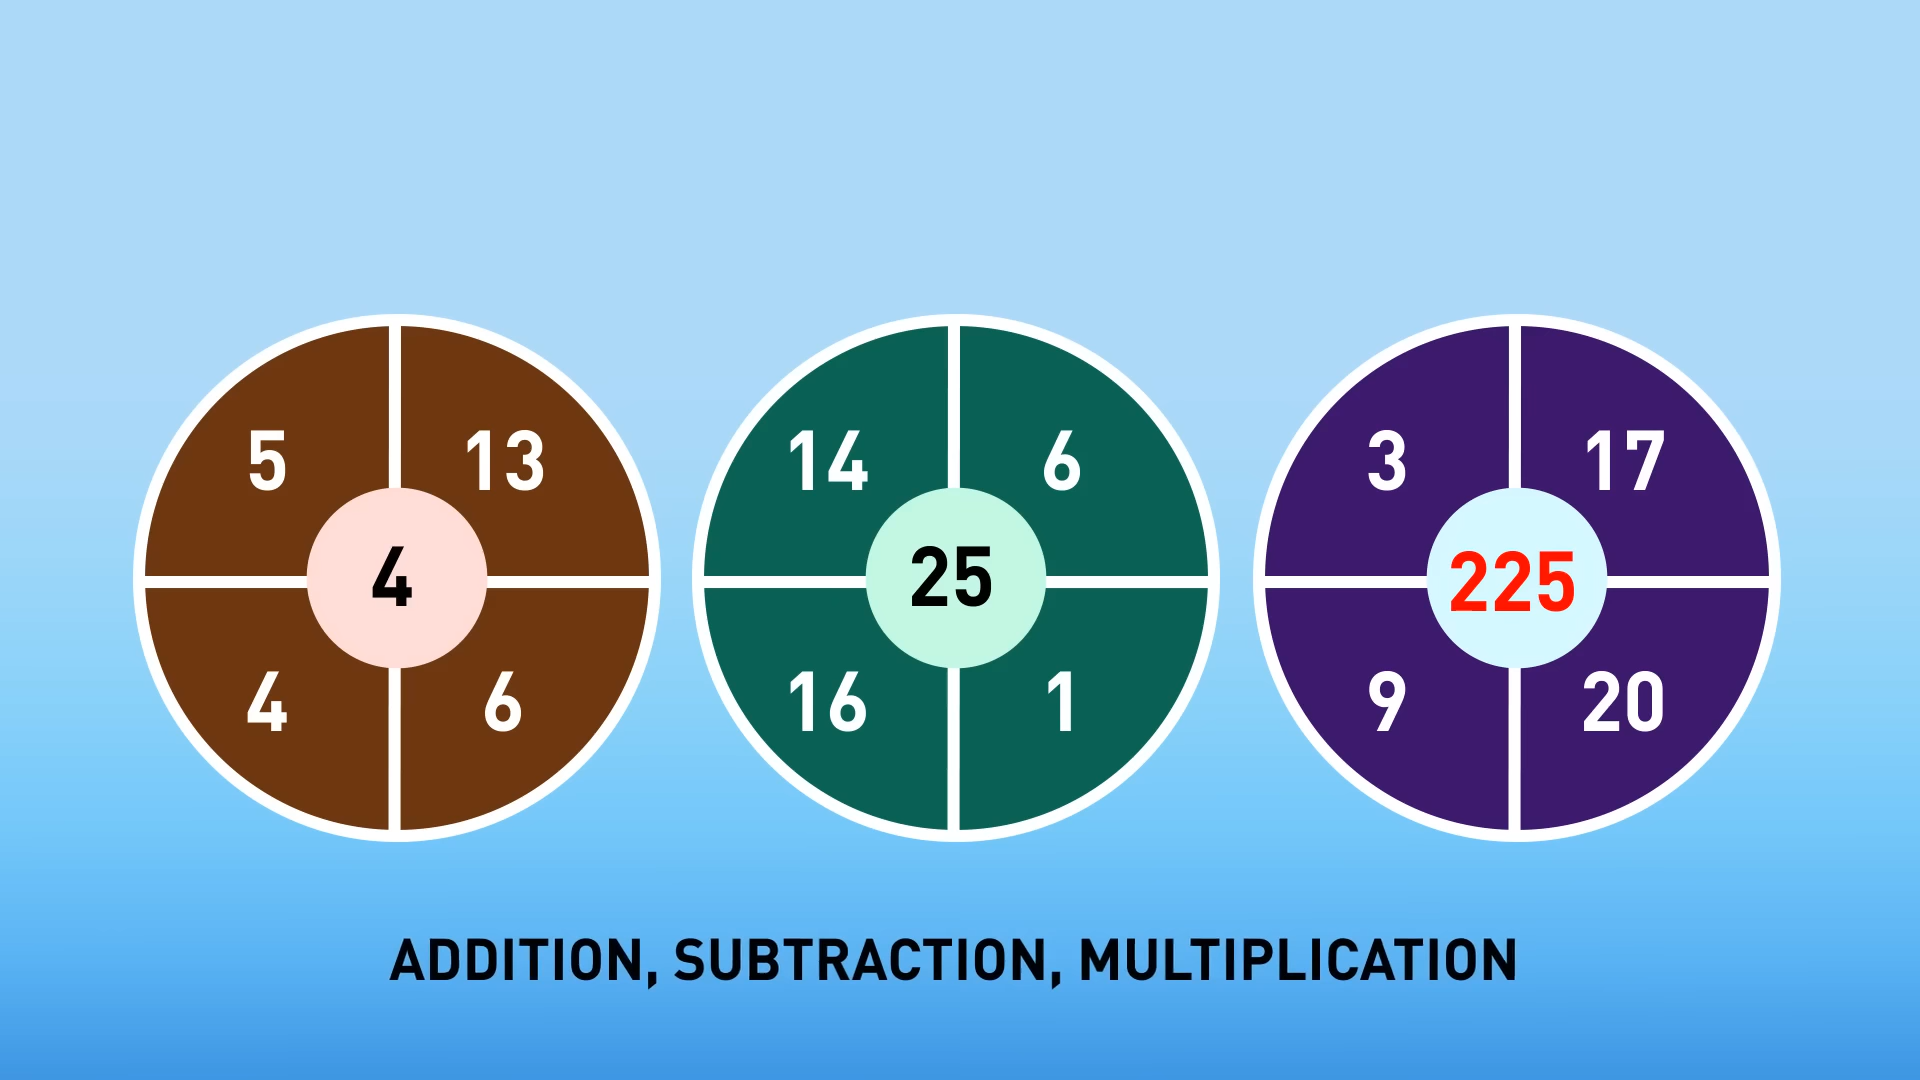 5 13 14 6 3 17
4 25 225
4 6 16 1 9 20
ADDITION, SUBTRACTION, MULTIPLICATION